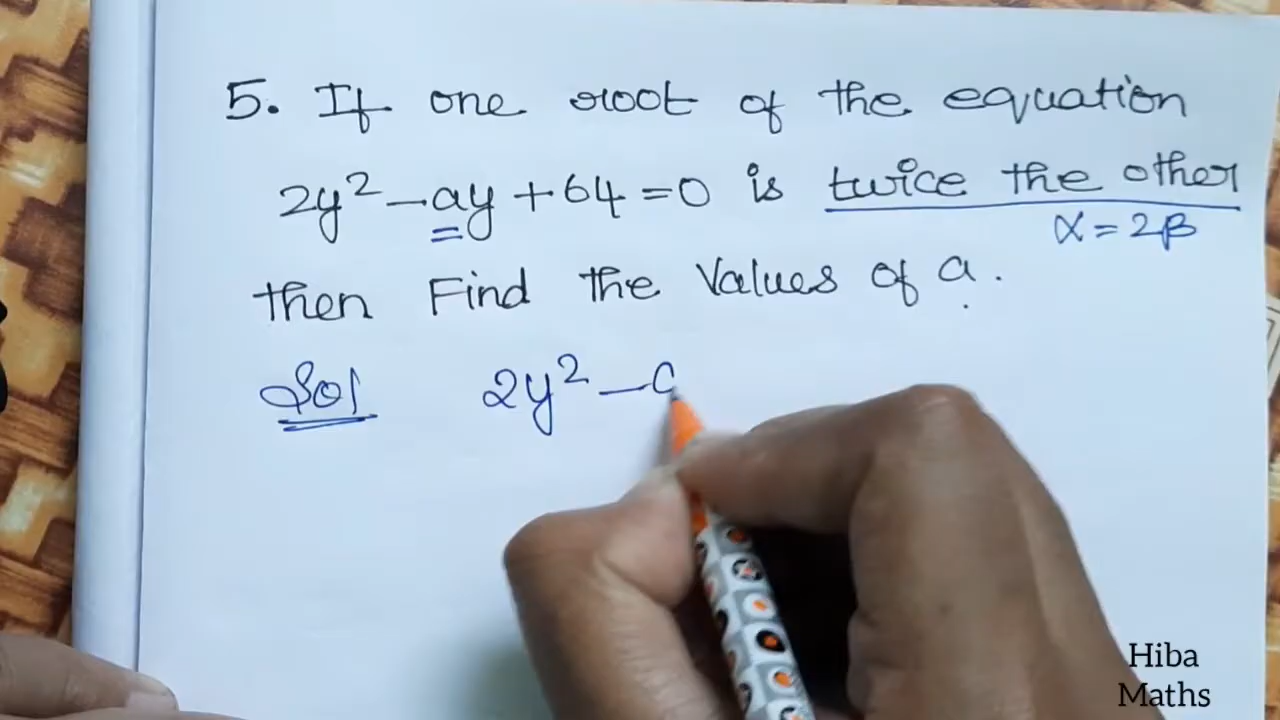 5. If one root of the equation
2y² - ay + 64 = 0 is twice the other
α = 2β
then Find the Values of a.
Sol 2y² - a
Hiba
Maths